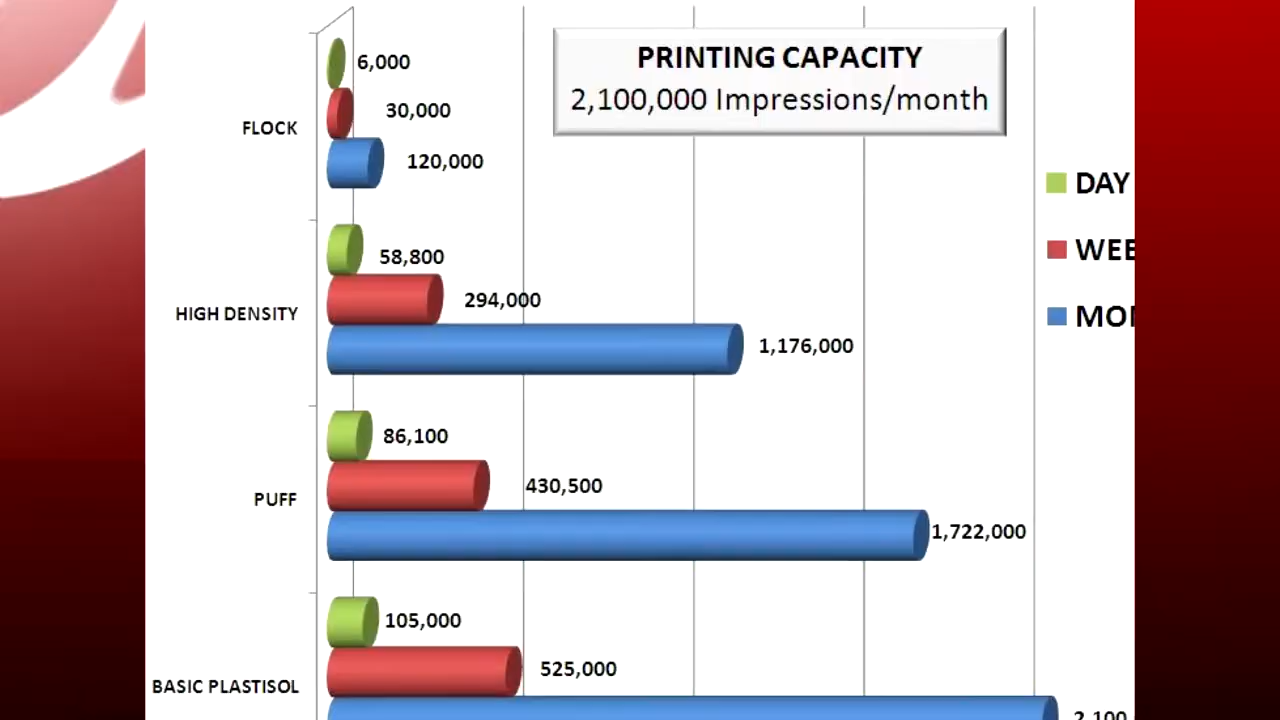 PRINTING CAPACITY
2,100,000 Impressions/month
6,000
30,000
FLOCK
120,000
DAY
58,800
294,000
HIGH DENSITY
1,176,000
86,100
430,500
PUFF
1,722,000
105,000
525,000
BASIC PLASTISOL